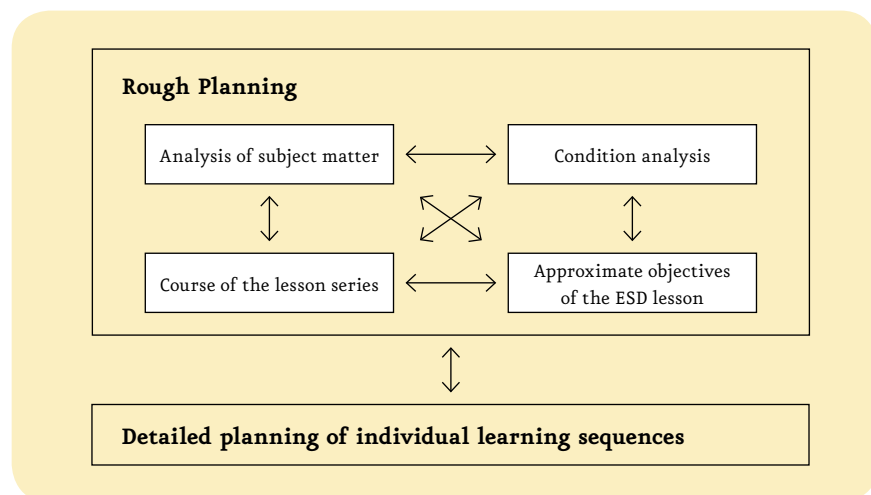 Rough Planning
Analysis of subject matter
Condition analysis
Course of the lesson series
Approximate objectives
of the ESD lesson
Detailed planning of individual learning sequences